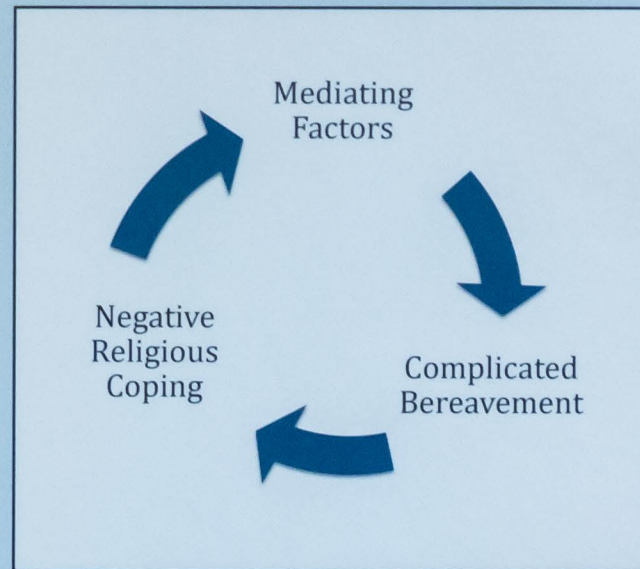 Mediating
Factors
Complicated
Bereavement
Negative
Religious
Coping